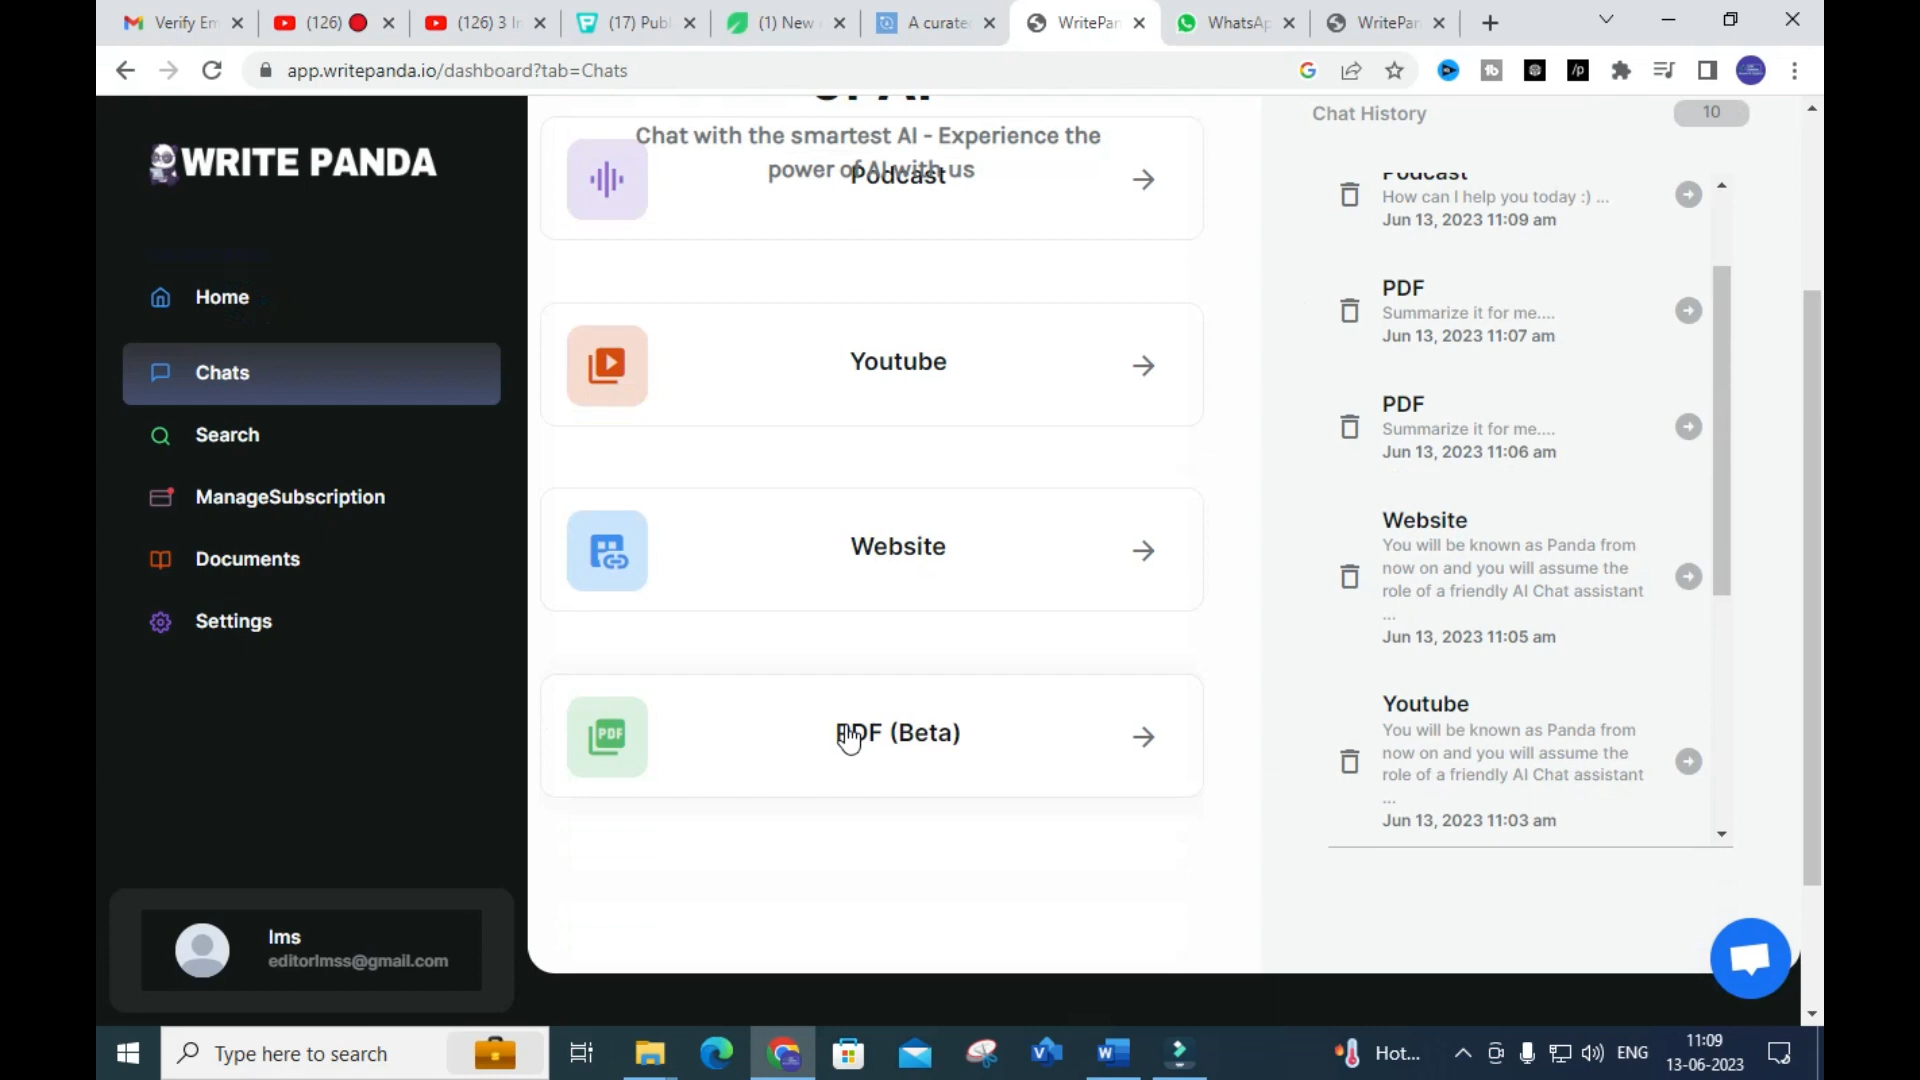 Verify Em
(126)
(126) 3 Ir
(17) Publ
(1) New
A curate
WritePan
WhatsAp
WritePan
app.writepanda.io/dashboard?tab=Chats
WRITE PANDA
Home
Chats
Search
ManageSubscription
Documents
Settings
lms
editorlmss@gmail.com
Chat with the smartest AI - Experience the
power of AI with us
Podcast
Youtube
Website
PDF (Beta)
Chat History
10
Podcast
How can I help you today :) ...
Jun 13, 2023 11:09 am
PDF
Summarize it for me....
Jun 13, 2023 11:07 am
PDF
Summarize it for me....
Jun 13, 2023 11:06 am
Website
You will be known as Panda from
now on and you will assume the
role of a friendly AI Chat assistant
...
Jun 13, 2023 11:05 am
Youtube
You will be known as Panda from
now on and you will assume the
role of a friendly AI Chat assistant
...
Jun 13, 2023 11:03 am
Type here to search
Hot...
ENG
11:09
13-06-2023